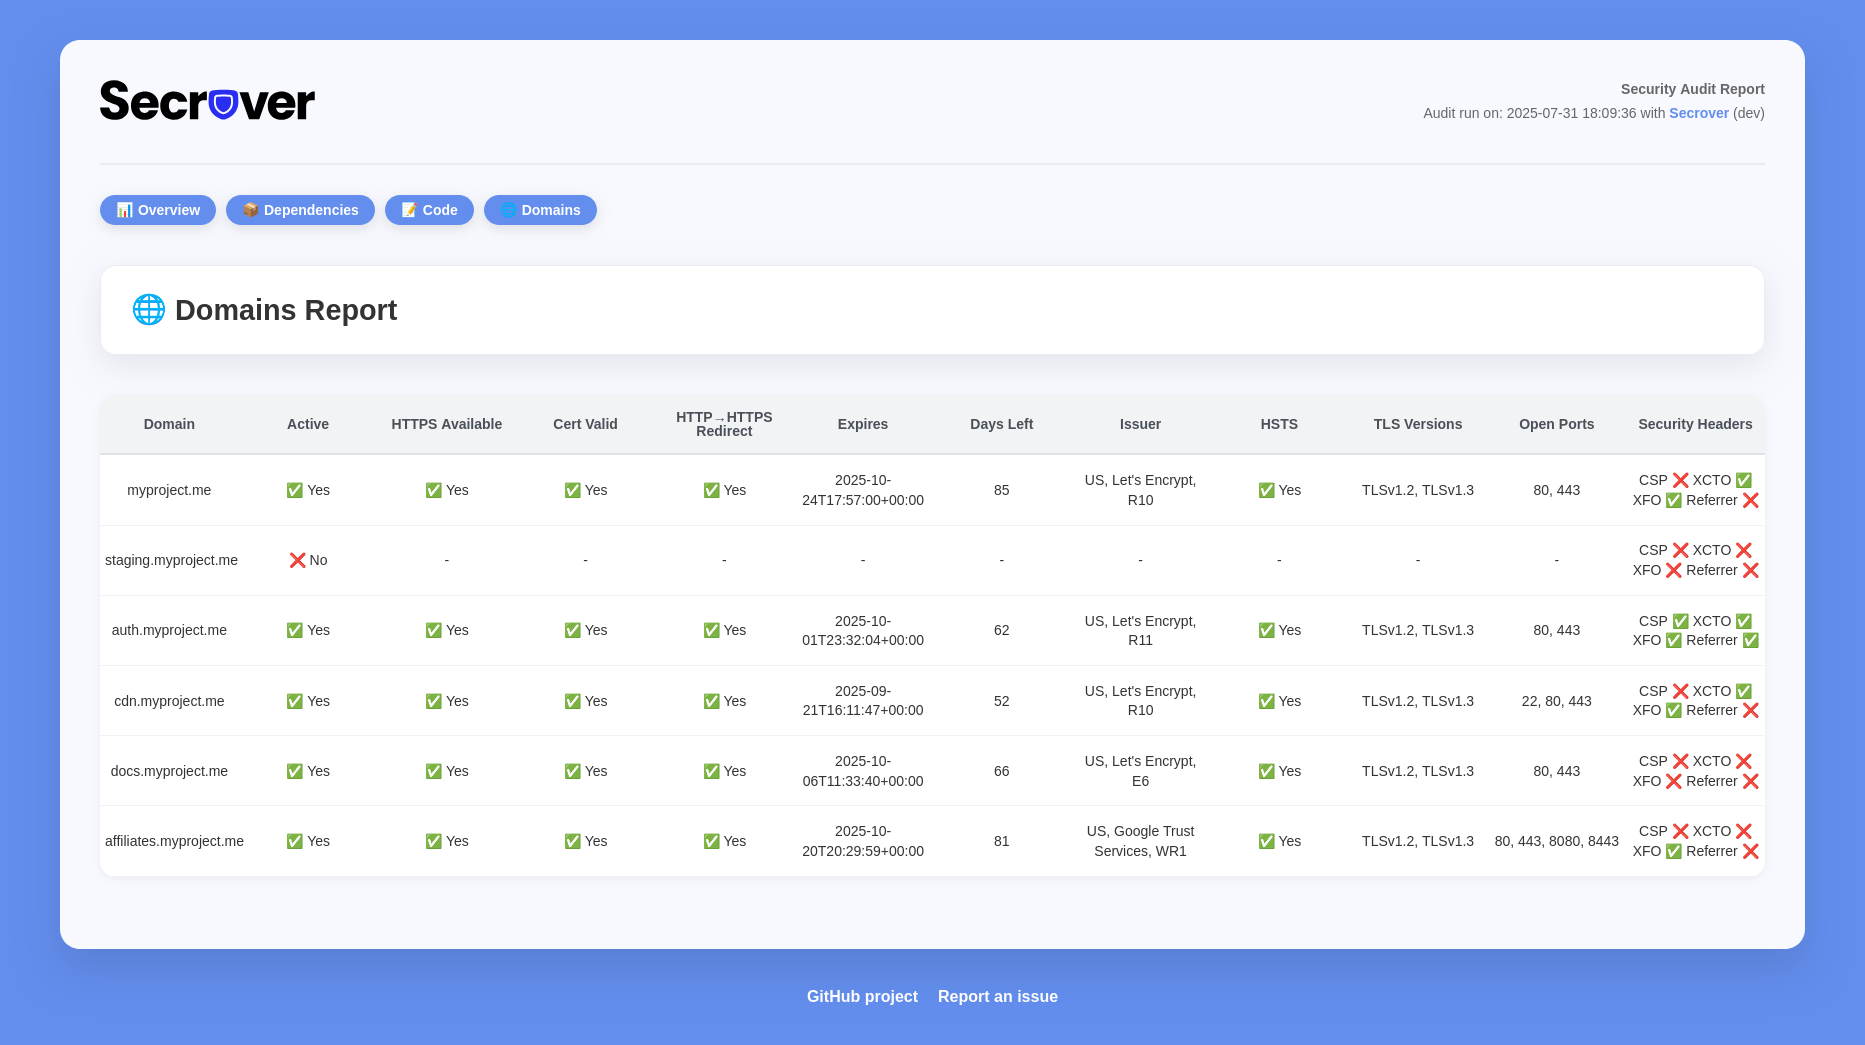 Secrover
Security Audit Report
Audit run on: 2025-07-31 18:09:36 with Secrover (dev)
📊 Overview 📦 Dependencies 📝 Code 🌐 Domains
🌐 Domains Report
Domain Active HTTPS Available Cert Valid HTTP→HTTPS Redirect Expires Days Left Issuer HSTS TLS Versions Open Ports Security Headers
myproject.me ✅ Yes ✅ Yes ✅ Yes ✅ Yes 2025-10-24T17:57:00+00:00 85 US, Let's Encrypt, R10 ✅ Yes TLSv1.2, TLSv1.3 80, 443 CSP ❌ XCTO ✅ XFO ✅ Referrer ❌
staging.myproject.me ❌ No - - - - - - - - - CSP ❌ XCTO ❌ XFO ❌ Referrer ❌
auth.myproject.me ✅ Yes ✅ Yes ✅ Yes ✅ Yes 2025-10-01T23:32:04+00:00 62 US, Let's Encrypt, R11 ✅ Yes TLSv1.2, TLSv1.3 80, 443 CSP ✅ XCTO ✅ XFO ✅ Referrer ✅
cdn.myproject.me ✅ Yes ✅ Yes ✅ Yes ✅ Yes 2025-09-21T16:11:47+00:00 52 US, Let's Encrypt, R10 ✅ Yes TLSv1.2, TLSv1.3 22, 80, 443 CSP ❌ XCTO ✅ XFO ✅ Referrer ❌
docs.myproject.me ✅ Yes ✅ Yes ✅ Yes ✅ Yes 2025-10-06T11:33:40+00:00 66 US, Let's Encrypt, E6 ✅ Yes TLSv1.2, TLSv1.3 80, 443 CSP ❌ XCTO ❌ XFO ❌ Referrer ❌
affiliates.myproject.me ✅ Yes ✅ Yes ✅ Yes ✅ Yes 2025-10-20T20:29:59+00:00 81 US, Google Trust Services, WR1 ✅ Yes TLSv1.2, TLSv1.3 80, 443, 8080, 8443 CSP ❌ XCTO ❌ XFO ✅ Referrer ❌
GitHub project Report an issue